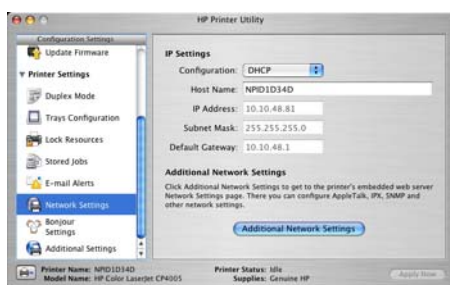 HP Printer Utility
Configuration Settings
Update Firmware
Printer Settings
Duplex Mode
Trays Configuration
Lock Resources
Stored Jobs
E-mail Alerts
Network Settings
Bonjour
Settings
Additional Settings
IP Settings
Configuration: DHCP
Host Name: NPID1D34D
IP Address: 10.10.48.81
Subnet Mask: 255.255.255.0
Default Gateway: 10.10.48.1
Additional Network Settings
Click Additional Network Settings to get to the printer's embedded web server
Network Settings page. There you can configure AppleTalk, IPX, SNMP and
other network settings.
Additional Network Settings
Printer Name: NPID1D34D
Model Name: HP Color LaserJet CP4005
Printer Status: Idle
Supplies: Genuine HP
Apply Now